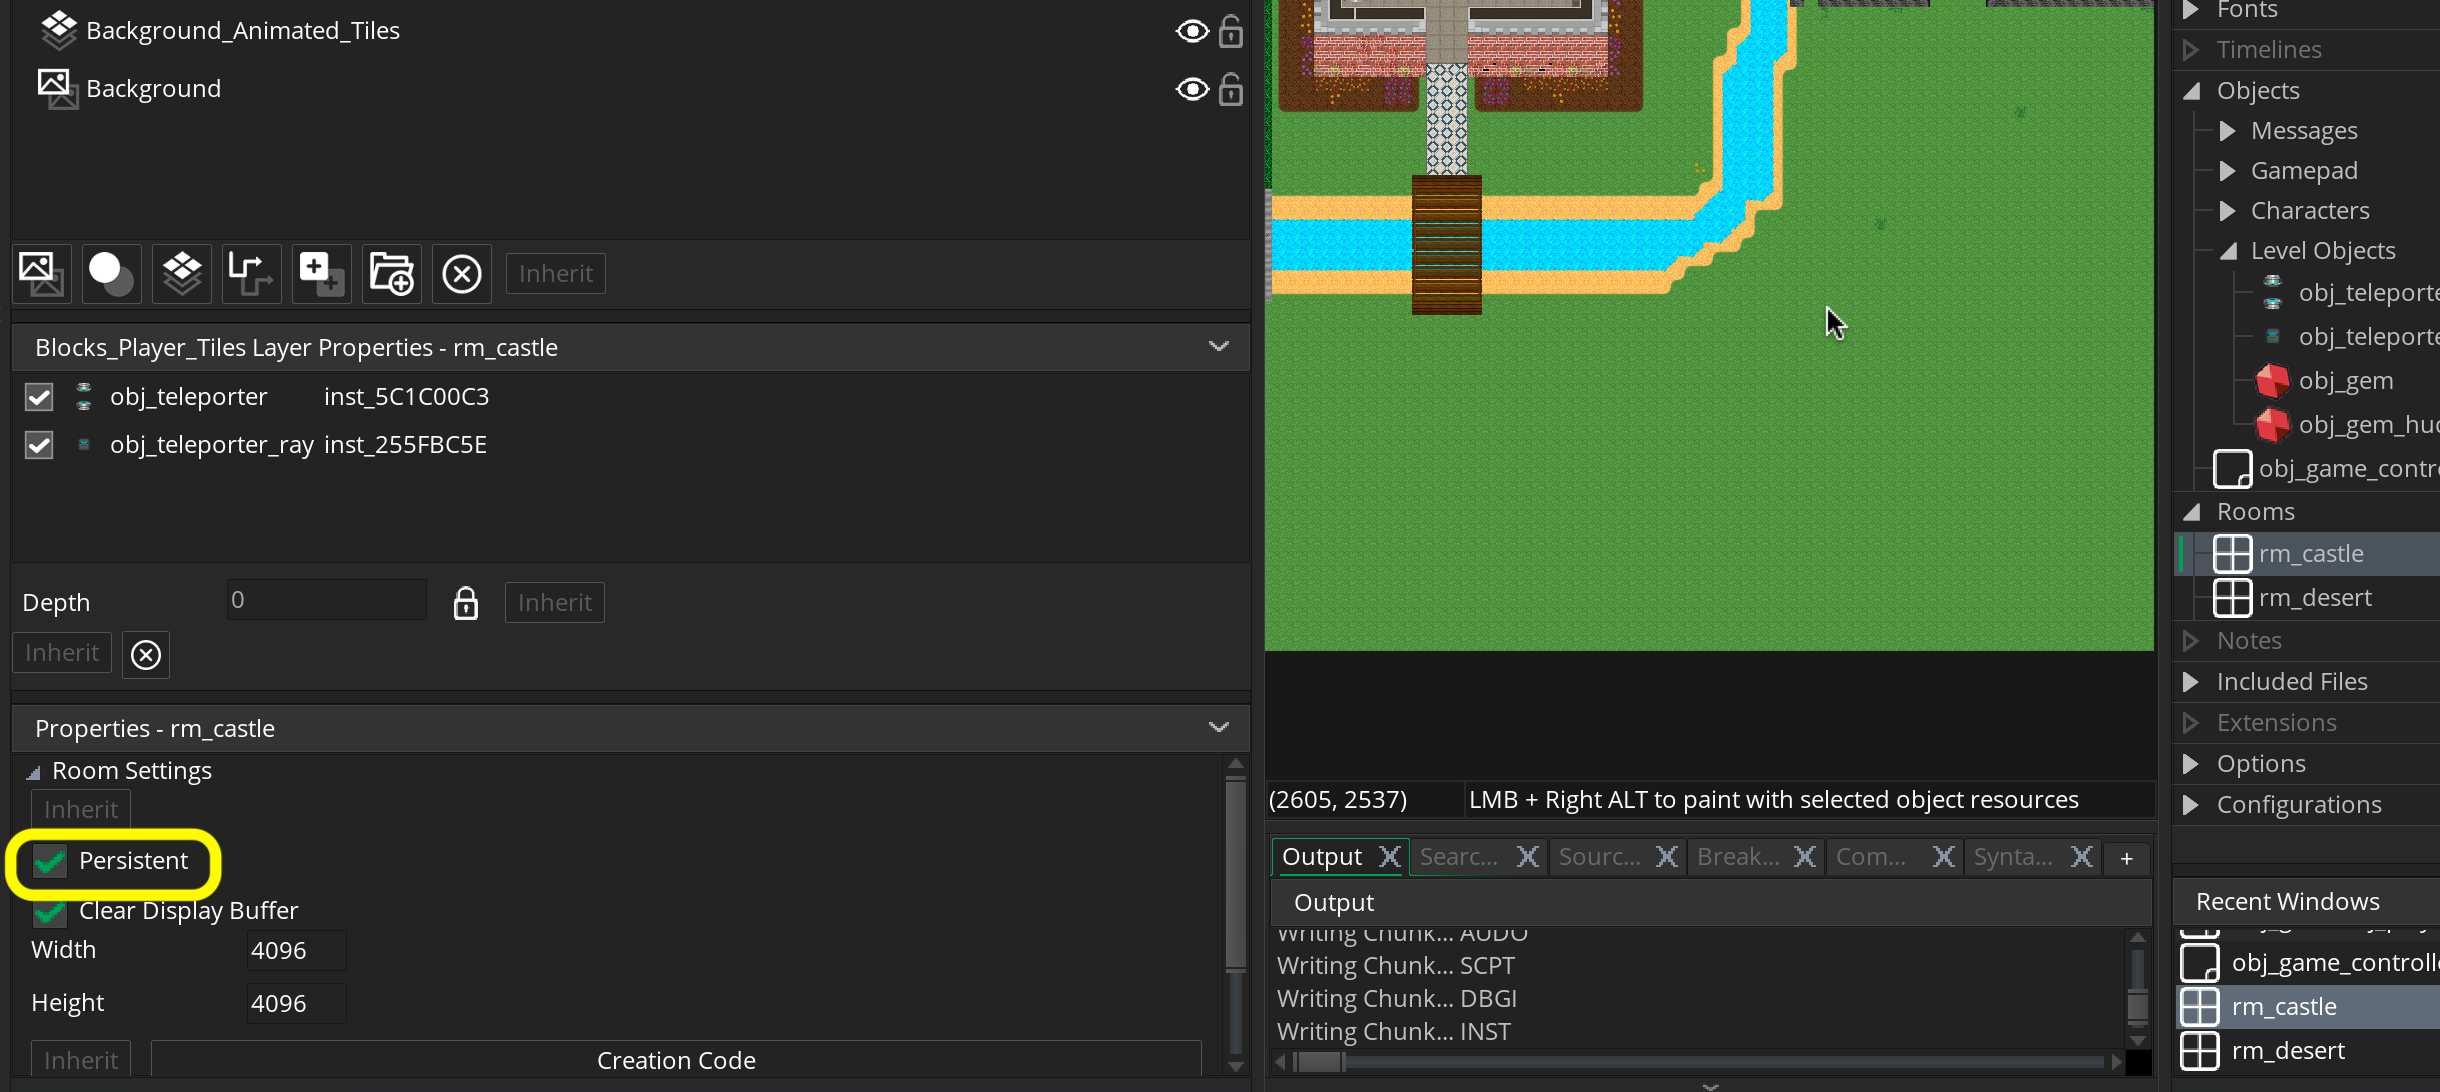 Background_Animated_Tiles
Background
Inherit
Blocks_Player_Tiles Layer Properties - rm_castle
obj_teleporter inst_5C1C00C3
obj_teleporter_ray inst_255FBC5E
Depth 0 Inherit
Inherit
Properties - rm_castle
Room Settings
Inherit
Persistent
Clear Display Buffer
Width 4096
Height 4096
Inherit Creation Code
(2605, 2537) LMB + Right ALT to paint with selected object resources
Output Searc... Sourc... Break... Com... Synta... +
Output
Writing Chunk... AUDO
Writing Chunk... SCPT
Writing Chunk... DBGI
Writing Chunk... INST
Fonts
Timelines
Objects
Messages
Gamepad
Characters
Level Objects
obj_teleporte
obj_teleporte
obj_gem
obj_gem_hud
obj_game_contr
Rooms
rm_castle
rm_desert
Notes
Included Files
Extensions
Options
Configurations
Recent Windows
obj_game_controll
rm_castle
rm_desert